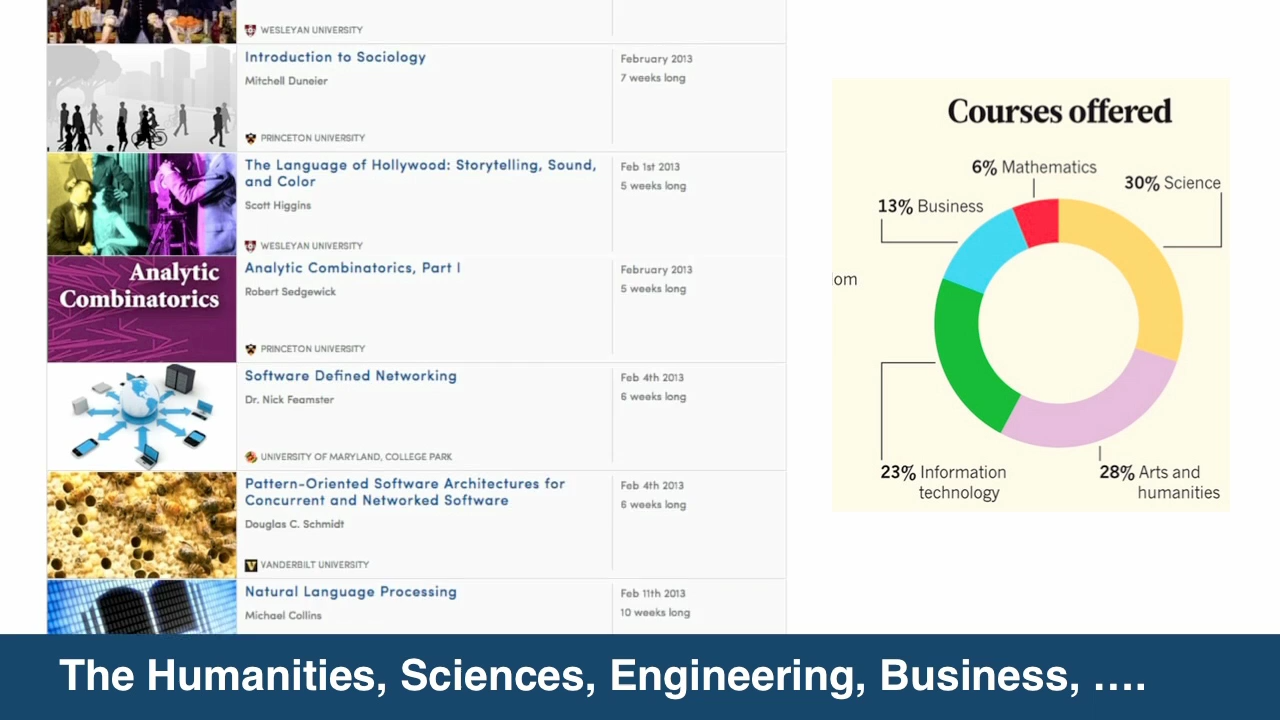 WESLEYAN UNIVERSITY
Introduction to Sociology
Mitchell Duneier
PRINCETON UNIVERSITY
February 2013
7 weeks long
The Language of Hollywood: Storytelling, Sound,
and Color
Scott Higgins
WESLEYAN UNIVERSITY
Feb 1st 2013
5 weeks long
Analytic
Combinatorics
Analytic Combinatorics, Part I
Robert Sedgewick
PRINCETON UNIVERSITY
February 2013
5 weeks long
Software Defined Networking
Dr. Nick Feamster
UNIVERSITY OF MARYLAND, COLLEGE PARK
Feb 4th 2013
6 weeks long
Pattern-Oriented Software Architectures for
Concurrent and Networked Software
Douglas C. Schmidt
V VANDERBILT UNIVERSITY
Feb 4th 2013
6 weeks long
Natural Language Processing
Michael Collins
Feb 11th 2013
10 weeks long
Courses offered
6% Mathematics
30% Science
13% Business
om
23% Information
technology
28% Arts and
humanities
The Humanities, Sciences, Engineering, Business, ….